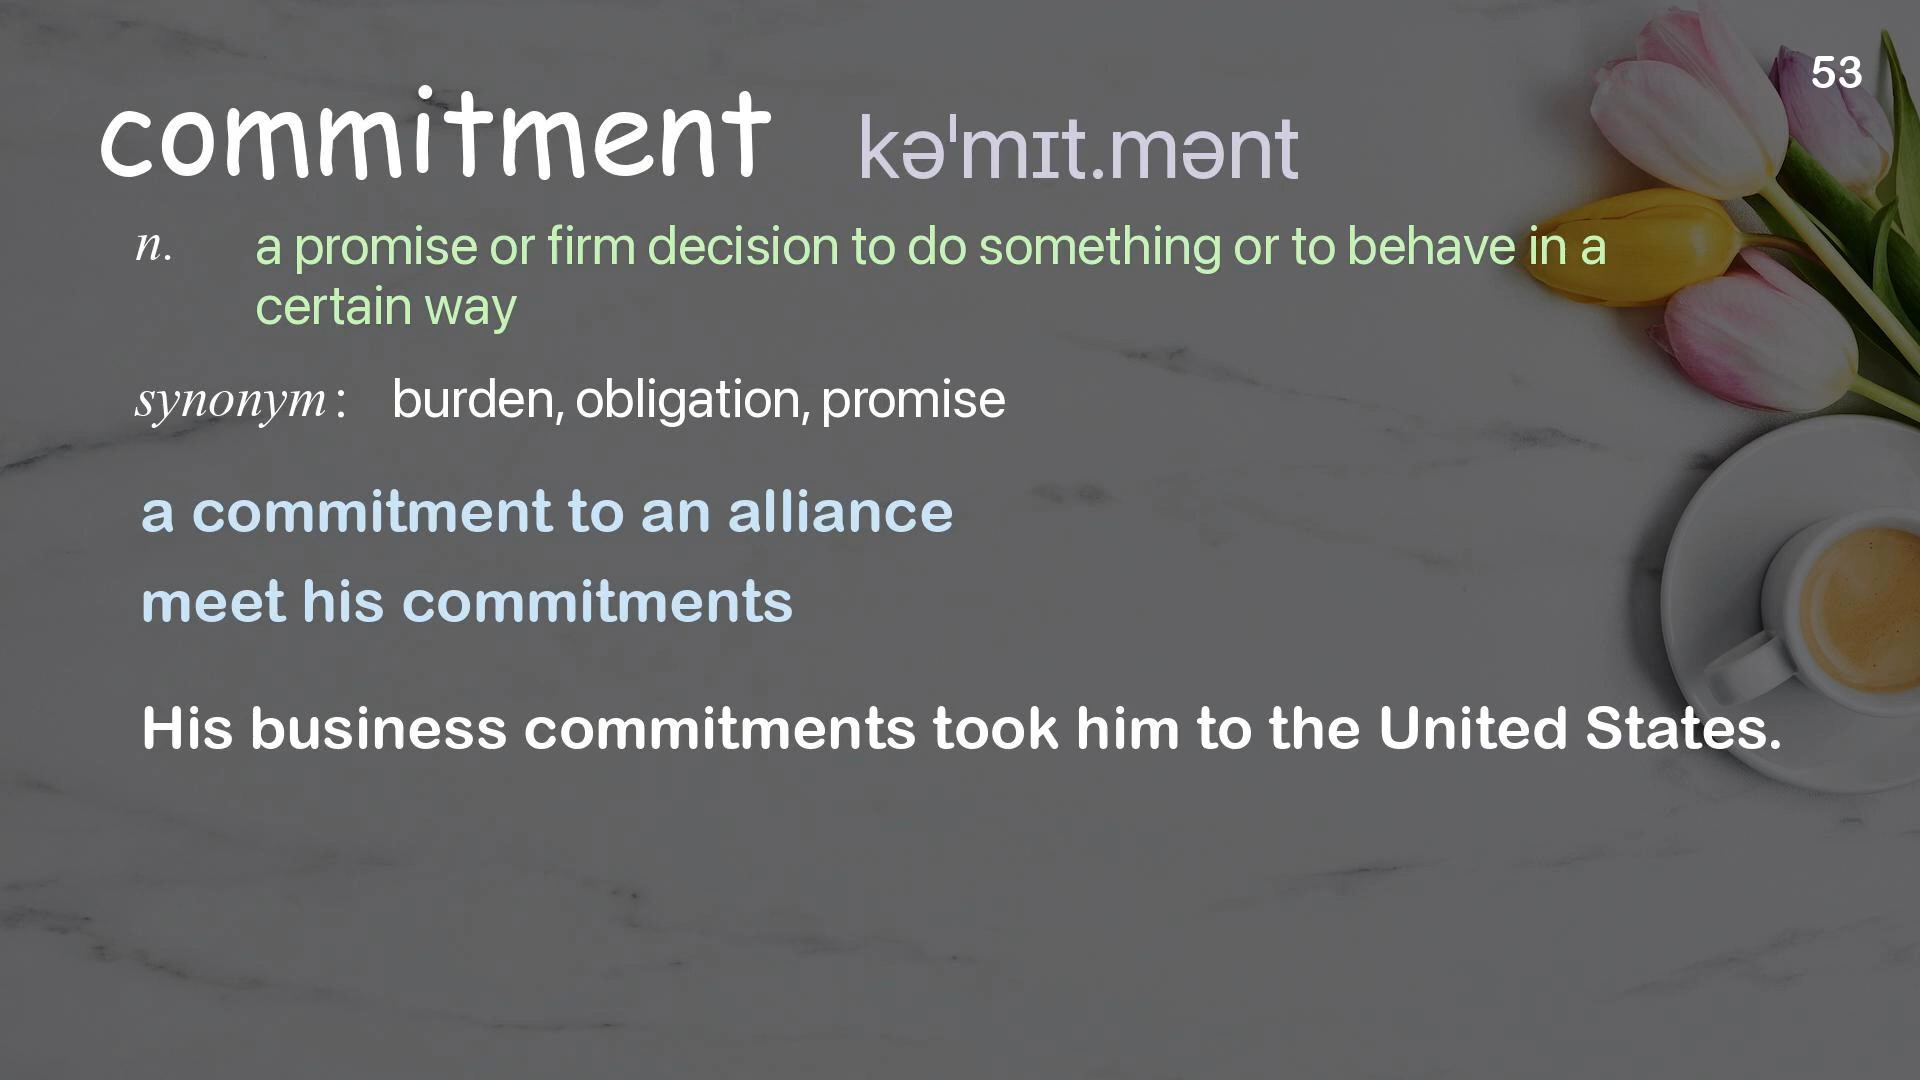 53
commitment kəˈmɪt.mənt
n. a promise or firm decision to do something or to behave in a
certain way
synonym: burden, obligation, promise
a commitment to an alliance
meet his commitments
His business commitments took him to the United States.